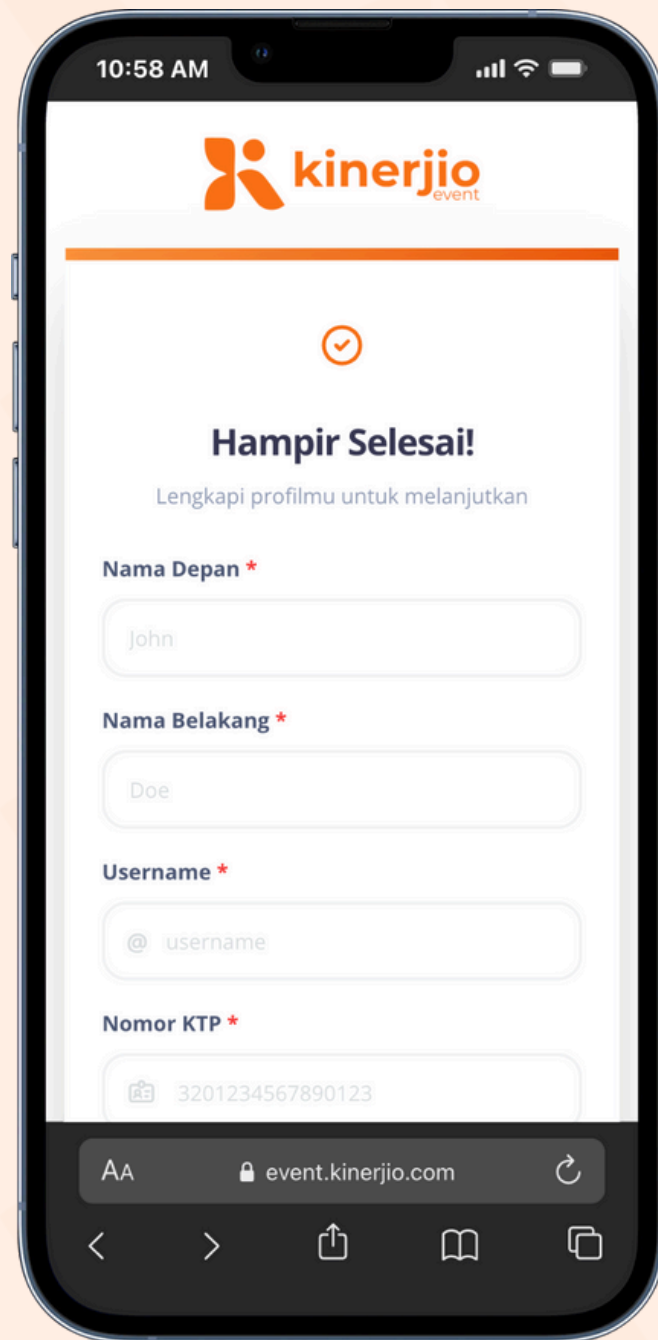 10:58 AM
kinerjio
event
Hampir Selesai!
Lengkapi profilmu untuk melanjutkan
Nama Depan *
John
Nama Belakang *
Doe
Username *
@ username
Nomor KTP *
3201234567890123
AA event.kinerjio.com